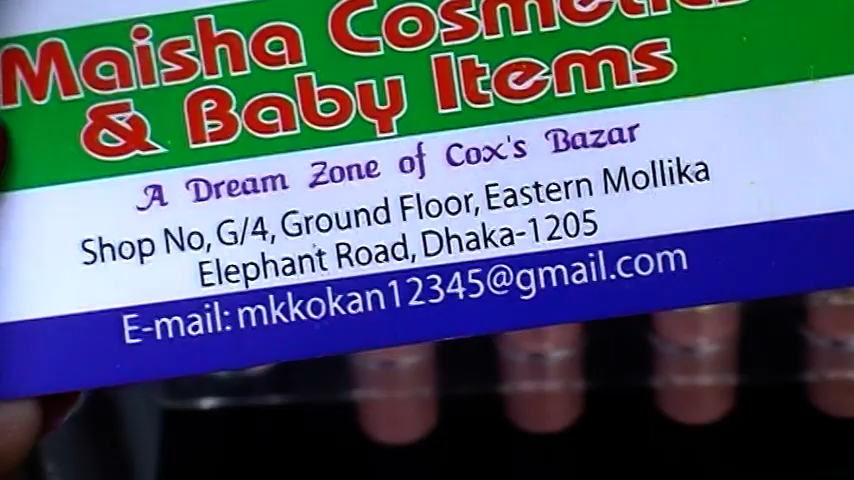 Maisha Cosmetics
& Baby Items
A Dream Zone of Cox's Bazar
Shop No, G/4, Ground Floor, Eastern Mollika
Elephant Road, Dhaka-1205
E-mail: mkkokan12345@gmail.com